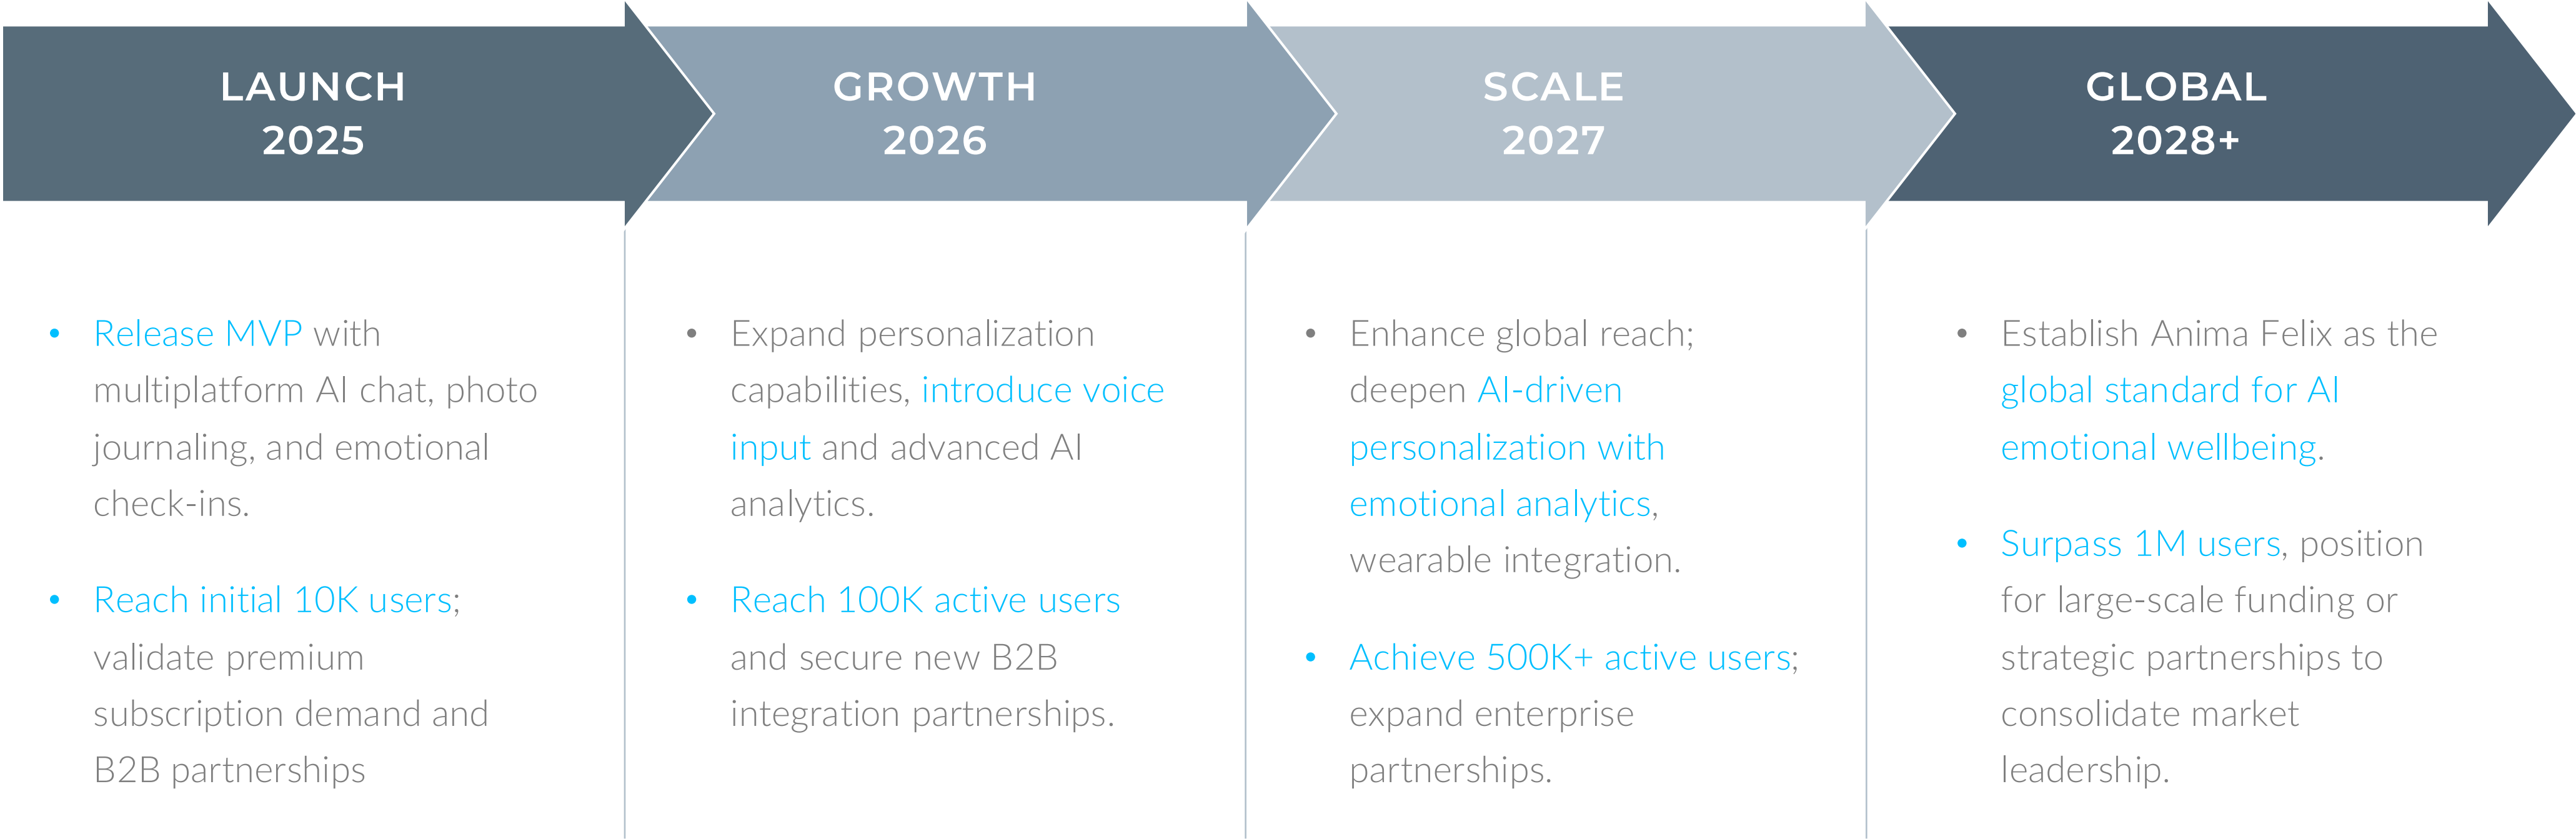 LAUNCH
2025
GROWTH
2026
SCALE
2027
GLOBAL
2028+
• Release MVP with
multiplatform AI chat, photo
journaling, and emotional
check-ins.
• Reach initial 10K users;
validate premium
subscription demand and
B2B partnerships
• Expand personalization
capabilities, introduce voice
input and advanced AI
analytics.
• Reach 100K active users
and secure new B2B
integration partnerships.
• Enhance global reach;
deepen AI-driven
personalization with
emotional analytics,
wearable integration.
• Achieve 500K+ active users;
expand enterprise
partnerships.
• Establish Anima Felix as the
global standard for AI
emotional wellbeing.
• Surpass 1M users, position
for large-scale funding or
strategic partnerships to
consolidate market
leadership.